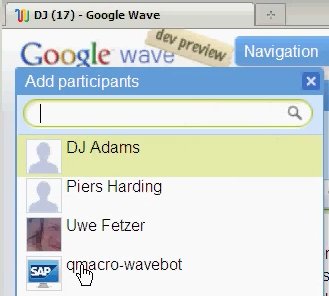 DJ (17) - Google Wave
Google wave
dev preview
Navigation
Add participants
DJ Adams
Piers Harding
Uwe Fetzer
SAP
qmacro-wavebot